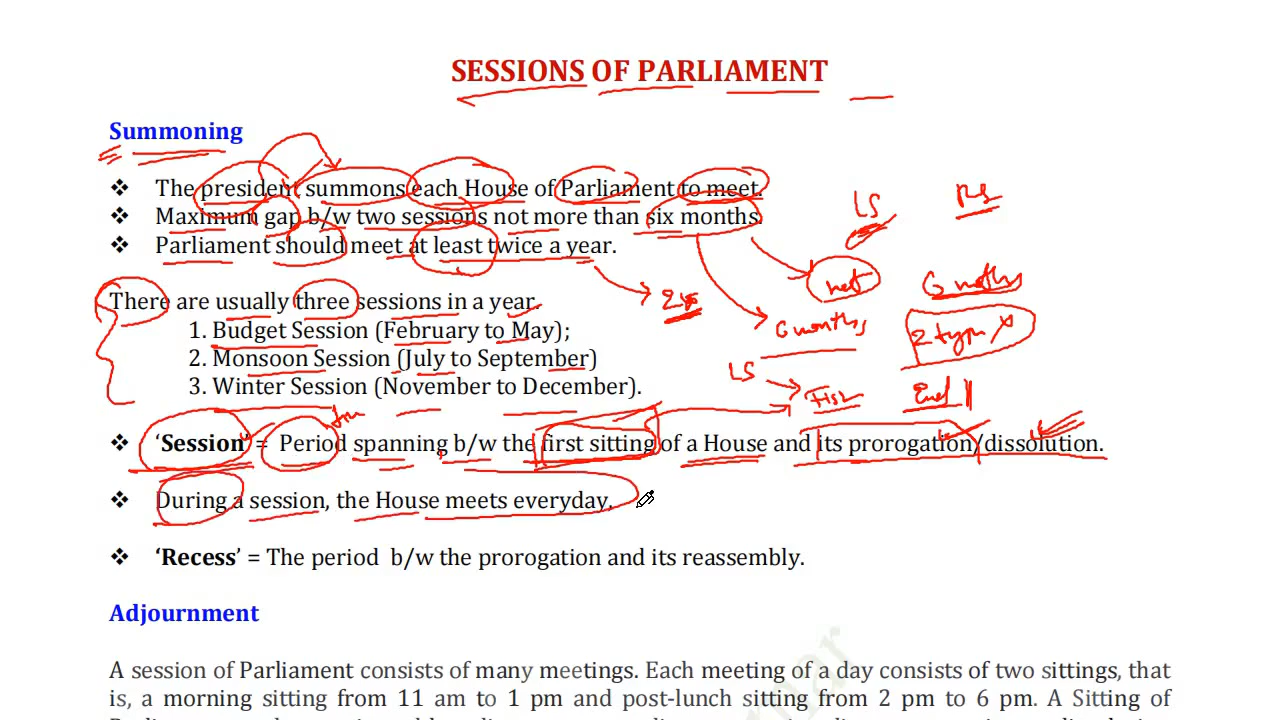 SESSIONS OF PARLIAMENT
Summoning
❖ The president summons each House of Parliament to meet.
❖ Maximum gap b/w two sessions not more than six months.
❖ Parliament should meet at least twice a year.
LS RS
meet 6 months
6 months 2 type
LS First End
There are usually three sessions in a year.
1. Budget Session (February to May);
2. Monsoon Session (July to September)
3. Winter Session (November to December).
❖ ‘Session’ = Period spanning b/w the first sitting of a House and its prorogation/dissolution.
❖ During a session, the House meets everyday.
❖ ‘Recess’ = The period b/w the prorogation and its reassembly.
Adjournment
A session of Parliament consists of many meetings. Each meeting of a day consists of two sittings, that
is, a morning sitting from 11 am to 1 pm and post-lunch sitting from 2 pm to 6 pm. A Sitting of